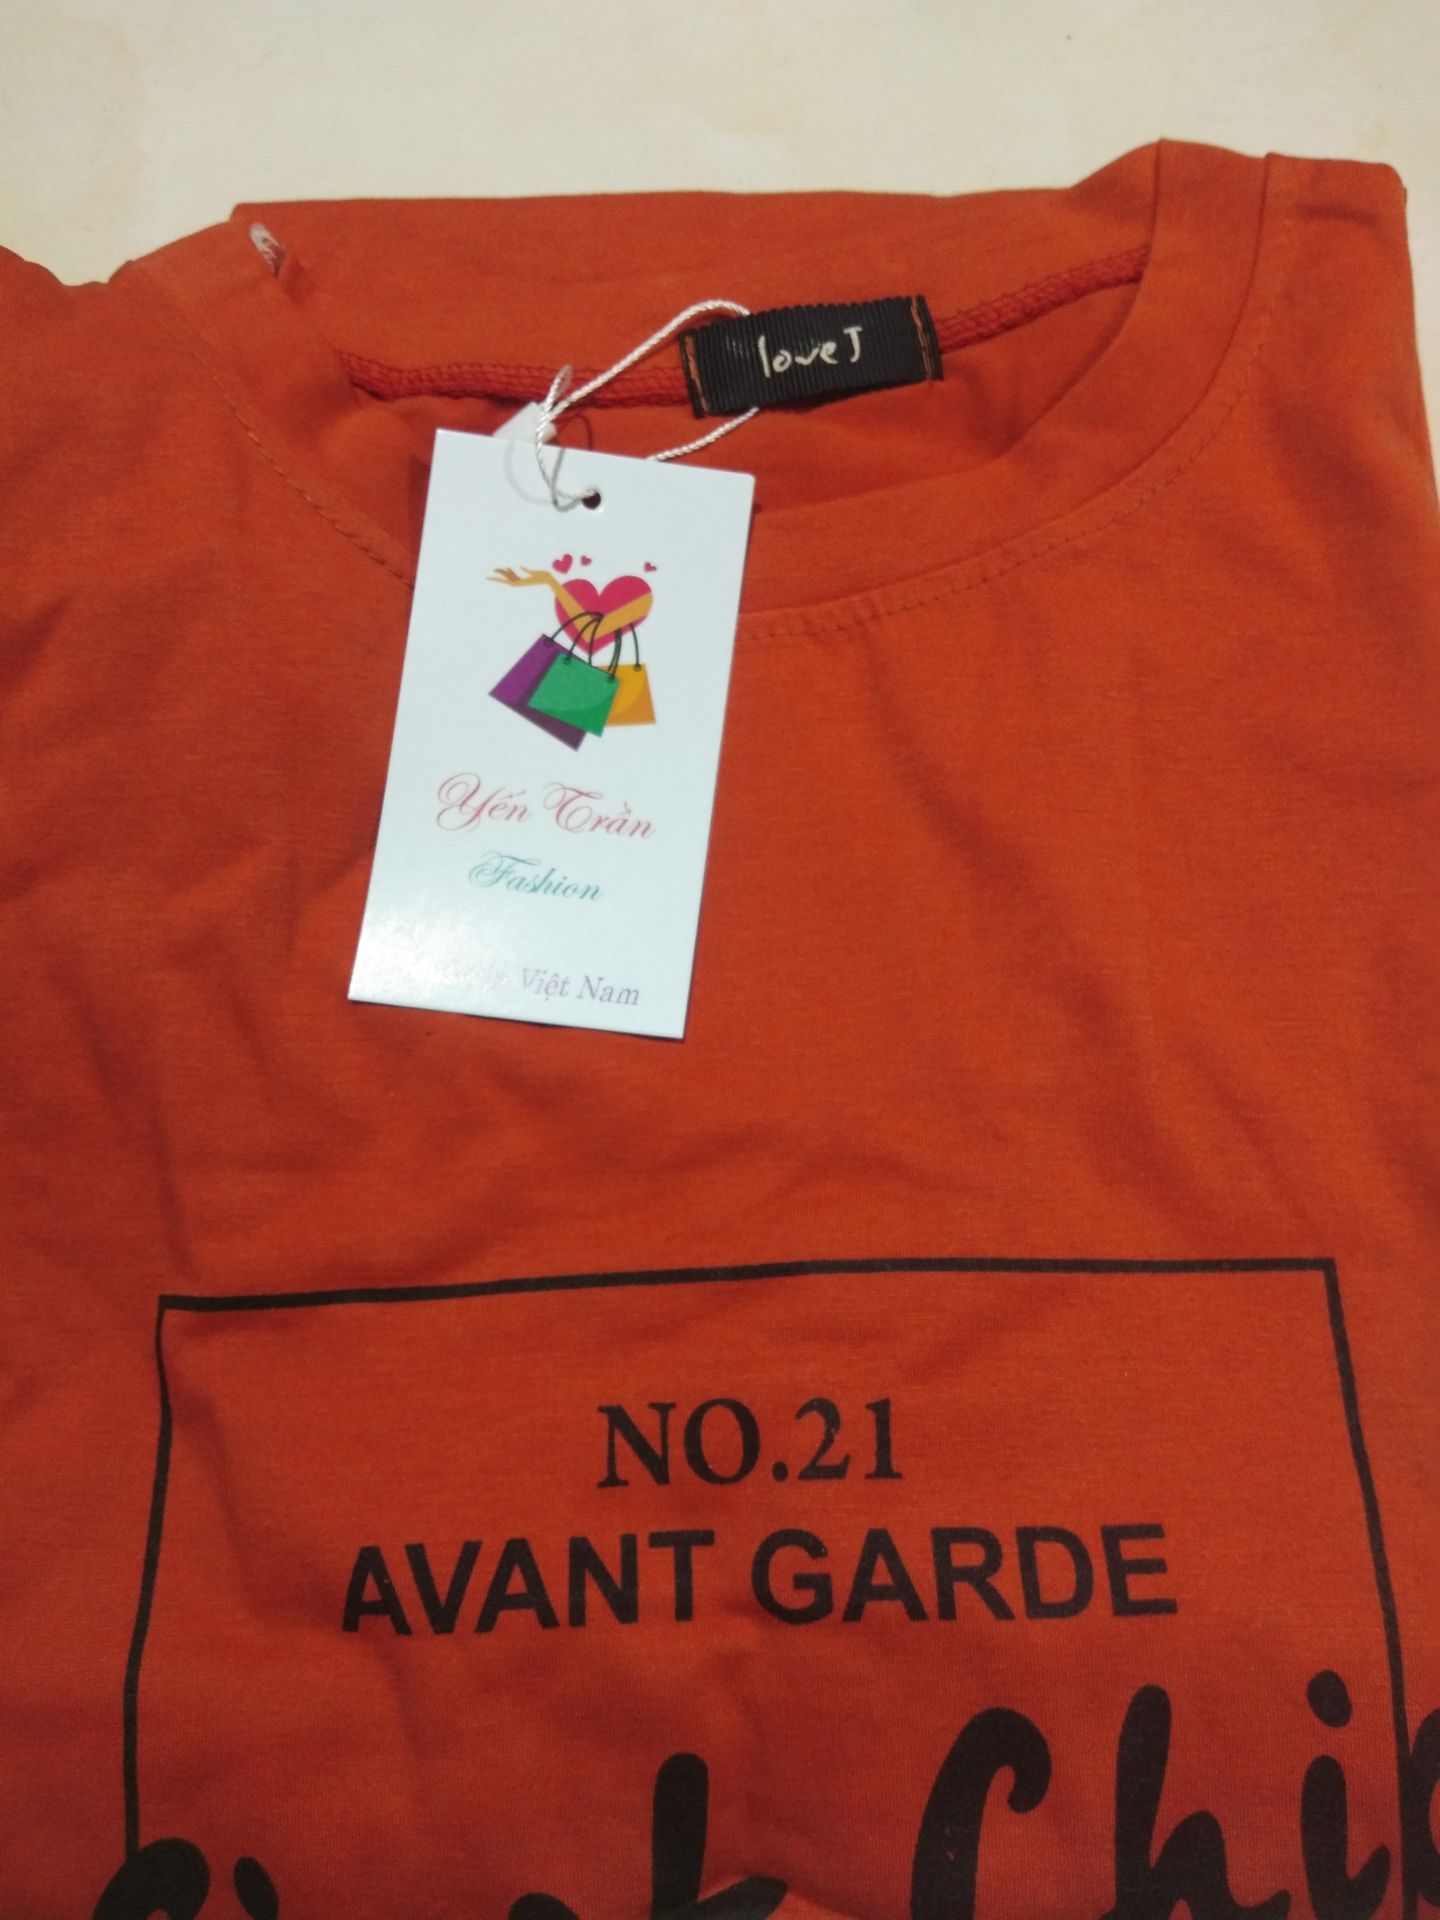 love J
Yến Trần
Fashion
Việt Nam
NO.21
AVANT GARDE